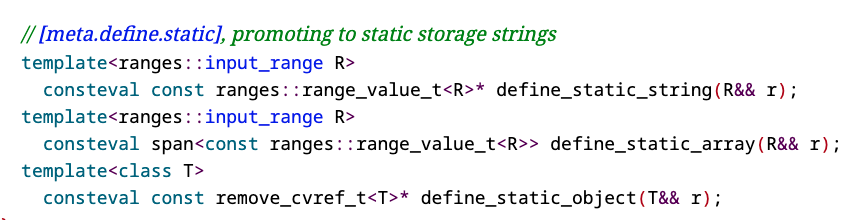 // [meta.define.static], promoting to static storage strings
template<ranges::input_range R>
consteval const ranges::range_value_t<R>* define_static_string(R&& r);
template<ranges::input_range R>
consteval span<const ranges::range_value_t<R>> define_static_array(R&& r);
template<class T>
consteval const remove_cvref_t<T>* define_static_object(T&& r);